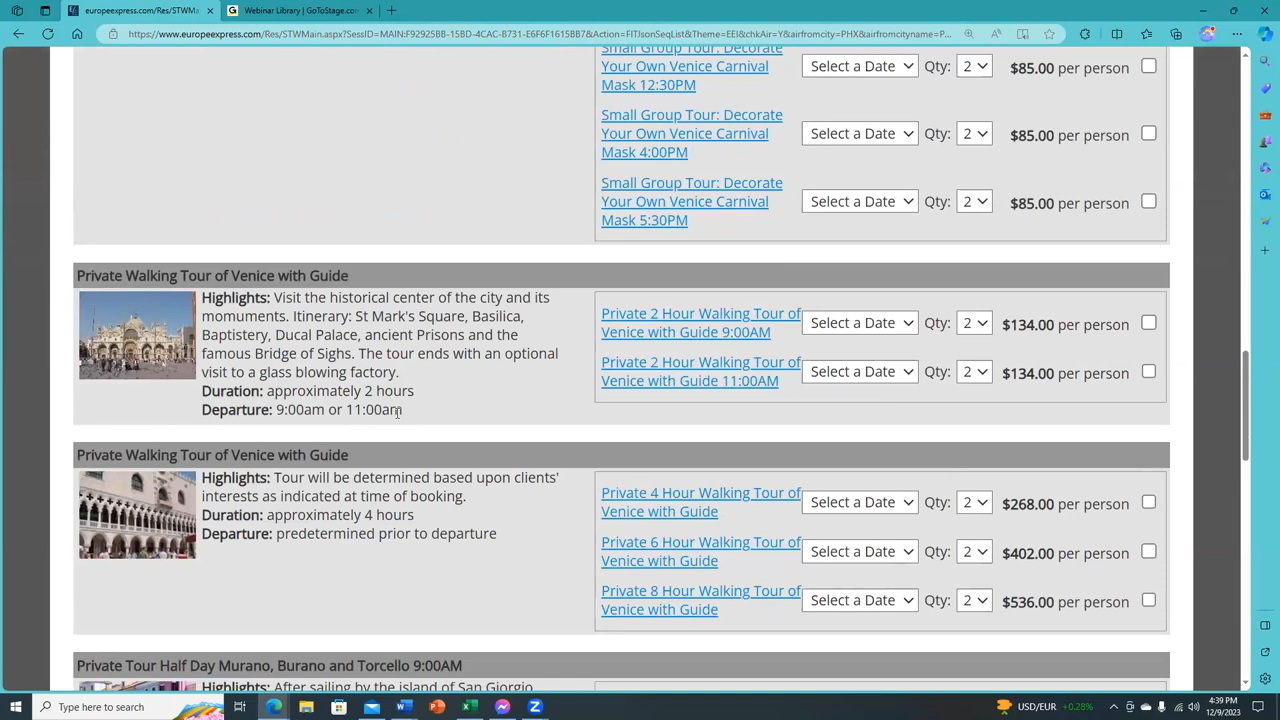 europeexpress.com/Res/STWMain.a
Webinar Library | GoToStage.com
https://www.europeexpress.com/Res/STWMain.aspx?SessID=MAIN:F92925BB-15BD-4CAC-B731-E6F6F1615BB7&Action=FITJsonSeqList&Theme=EEI&chkAir=Y&airfromcity=PHX&airfromcityname=P...
Small Group Tour: Decorate
Your Own Venice Carnival
Mask 12:30PM
Select a Date Qty: 2 $85.00 per person
Small Group Tour: Decorate
Your Own Venice Carnival
Mask 4:00PM
Select a Date Qty: 2 $85.00 per person
Small Group Tour: Decorate
Your Own Venice Carnival
Mask 5:30PM
Select a Date Qty: 2 $85.00 per person
Private Walking Tour of Venice with Guide
Highlights: Visit the historical center of the city and its
momuments. Itinerary: St Mark's Square, Basilica,
Baptistery, Ducal Palace, ancient Prisons and the
famous Bridge of Sighs. The tour ends with an optional
visit to a glass blowing factory.
Duration: approximately 2 hours
Departure: 9:00am or 11:00am
Private 2 Hour Walking Tour of
Venice with Guide 9:00AM
Select a Date Qty: 2 $134.00 per person
Private 2 Hour Walking Tour of
Venice with Guide 11:00AM
Select a Date Qty: 2 $134.00 per person
Private Walking Tour of Venice with Guide
Highlights: Tour will be determined based upon clients'
interests as indicated at time of booking.
Duration: approximately 4 hours
Departure: predetermined prior to departure
Private 4 Hour Walking Tour of
Venice with Guide
Select a Date Qty: 2 $268.00 per person
Private 6 Hour Walking Tour of
Venice with Guide
Select a Date Qty: 2 $402.00 per person
Private 8 Hour Walking Tour of
Venice with Guide
Select a Date Qty: 2 $536.00 per person
Private Tour Half Day Murano, Burano and Torcello 9:00AM
Highlights: After sailing by the island of San Giorgio
Type here to search
USD/EUR +0.28%
4:39 PM
12/9/2023